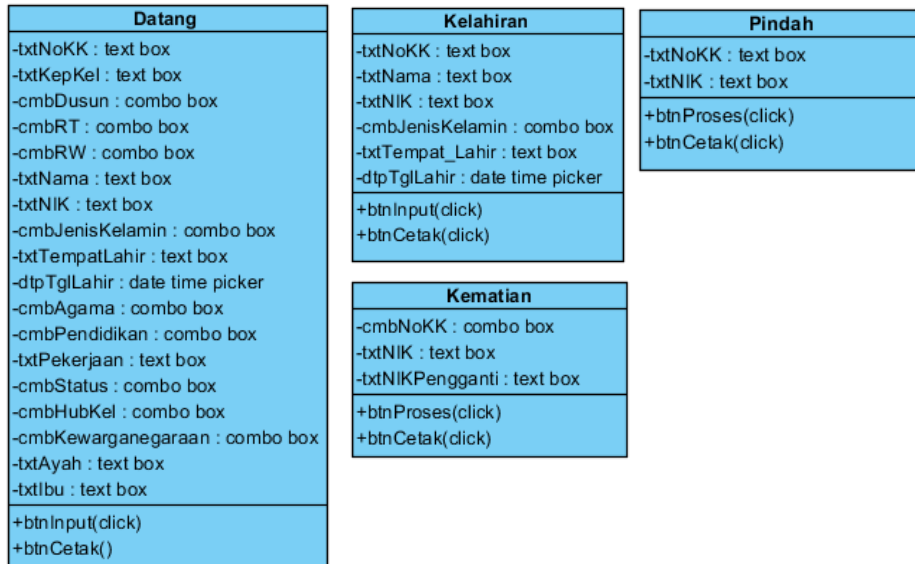 Datang
-txtNoKK : text box
-txtKepKel : text box
-cmbDusun : combo box
-cmbRT : combo box
-cmbRW : combo box
-txtNama : text box
-txtNIK : text box
-cmbJenisKelamin : combo box
-txtTempatLahir : text box
-dtpTglLahir : date time picker
-cmbAgama : combo box
-cmbPendidikan : combo box
-txtPekerjaan : text box
-cmbStatus : combo box
-cmbHubKel : combo box
-cmbKewarganegaraan : combo box
-txtAyah : text box
-txtIbu : text box
+btnInput(click)
+btnCetak()
Kelahiran
-txtNoKK : text box
-txtNama : text box
-txtNIK : text box
-cmbJenisKelamin : combo box
-txtTempat_Lahir : text box
-dtpTglLahir : date time picker
+btnInput(click)
+btnCetak(click)
Kematian
-cmbNoKK : combo box
-txtNIK : text box
-txtNIKPengganti : text box
+btnProses(click)
+btnCetak(click)
Pindah
-txtNoKK : text box
-txtNIK : text box
+btnProses(click)
+btnCetak(click)